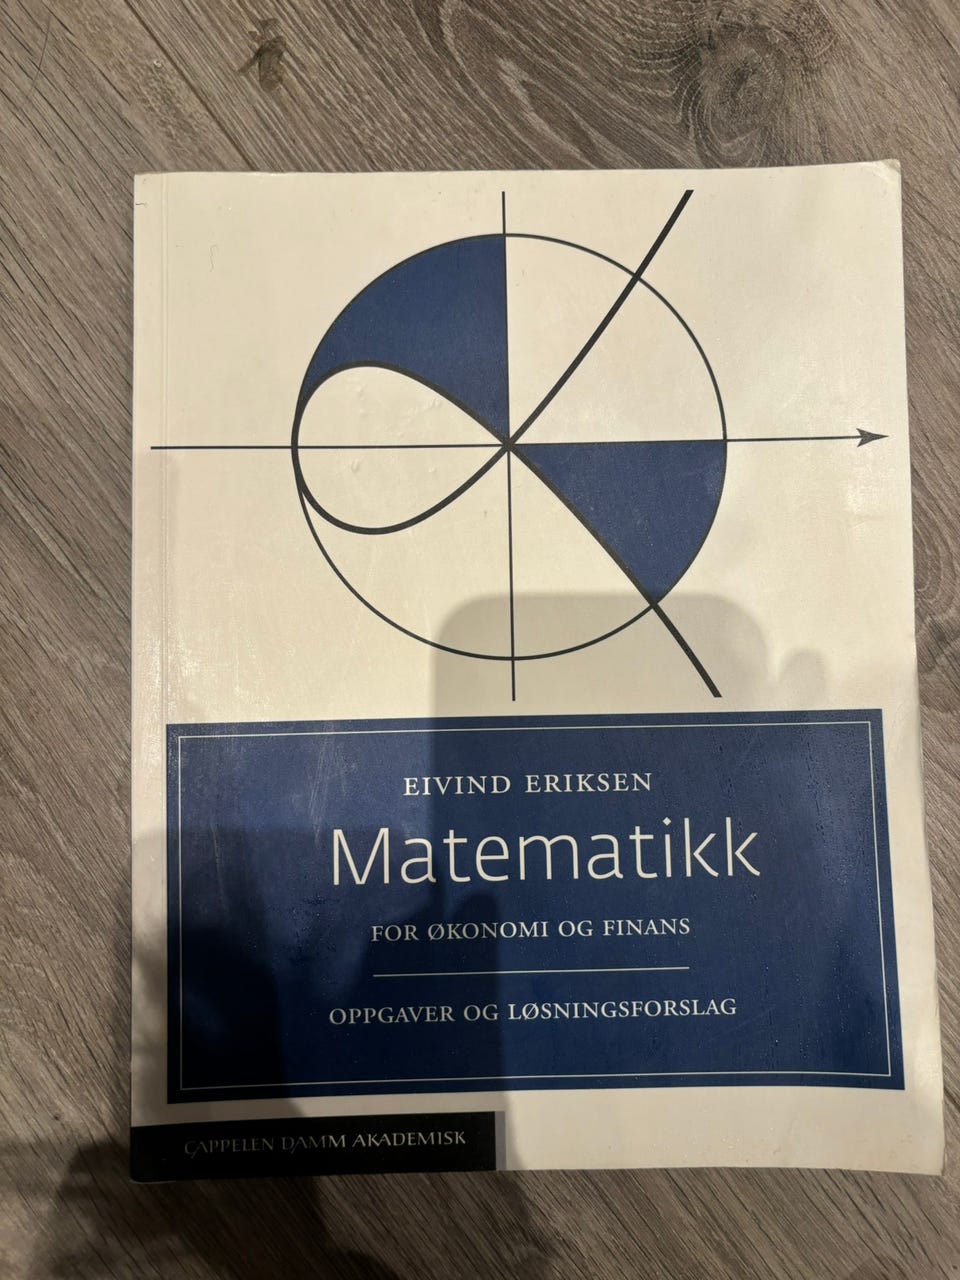 EIVIND ERIKSEN
Matematikk
FOR ØKONOMI OG FINANS
OPPGAVER OG LØSNINGSFORSLAG
CAPPELEN DAMM AKADEMISK